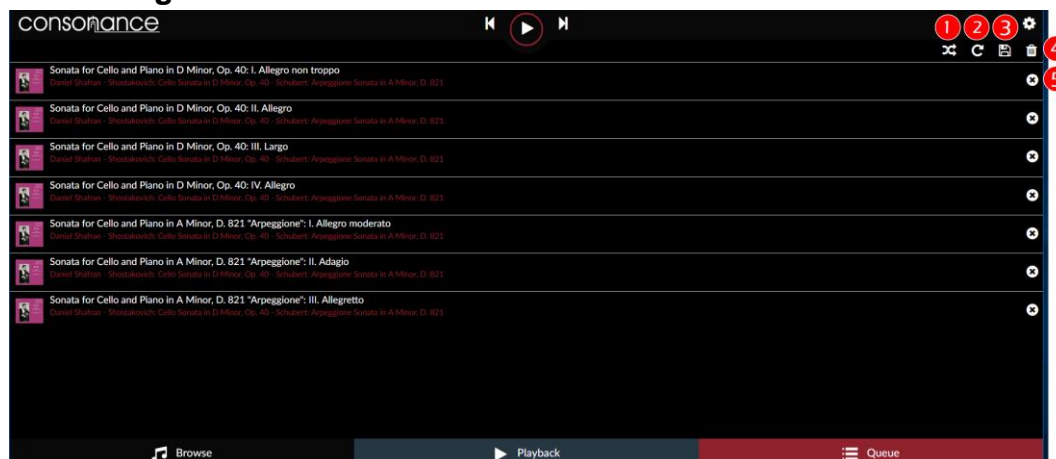 consonance
1 2 3
4
5
Sonata for Cello and Piano in D Minor, Op. 40: I. Allegro non troppo
Daniel Shafran - Shostakovich: Cello Sonata in D Minor, Op. 40 - Schubert: Arpeggione Sonata in A Minor, D. 821
Sonata for Cello and Piano in D Minor, Op. 40: II. Allegro
Daniel Shafran - Shostakovich: Cello Sonata in D Minor, Op. 40 - Schubert: Arpeggione Sonata in A Minor, D. 821
Sonata for Cello and Piano in D Minor, Op. 40: III. Largo
Daniel Shafran - Shostakovich: Cello Sonata in D Minor, Op. 40 - Schubert: Arpeggione Sonata in A Minor, D. 821
Sonata for Cello and Piano in D Minor, Op. 40: IV. Allegro
Daniel Shafran - Shostakovich: Cello Sonata in D Minor, Op. 40 - Schubert: Arpeggione Sonata in A Minor, D. 821
Sonata for Cello and Piano in A Minor, D. 821 "Arpeggione": I. Allegro moderato
Daniel Shafran - Shostakovich: Cello Sonata in D Minor, Op. 40 - Schubert: Arpeggione Sonata in A Minor, D. 821
Sonata for Cello and Piano in A Minor, D. 821 "Arpeggione": II. Adagio
Daniel Shafran - Shostakovich: Cello Sonata in D Minor, Op. 40 - Schubert: Arpeggione Sonata in A Minor, D. 821
Sonata for Cello and Piano in A Minor, D. 821 "Arpeggione": III. Allegretto
Daniel Shafran - Shostakovich: Cello Sonata in D Minor, Op. 40 - Schubert: Arpeggione Sonata in A Minor, D. 821
Browse Playback Queue